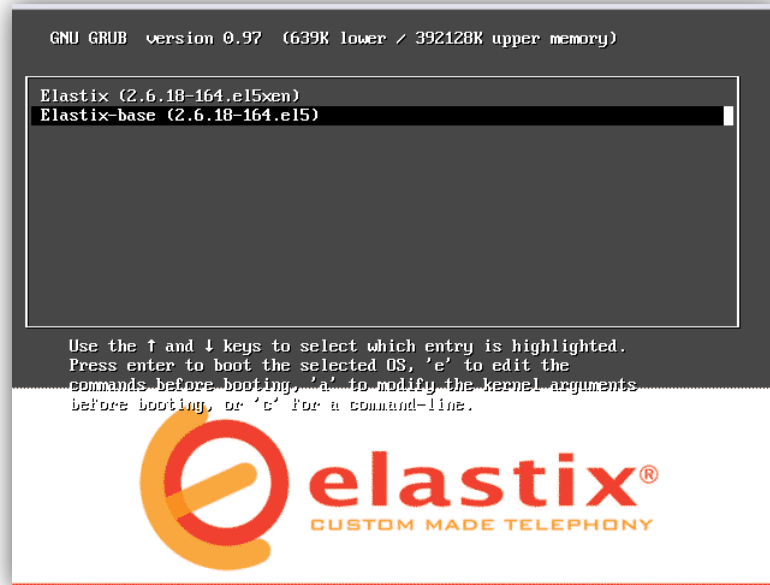 GNU GRUB version 0.97 (639K lower / 392128K upper memory)
Elastix (2.6.18-164.el5xen)
Elastix-base (2.6.18-164.el5)
Use the ↑ and ↓ keys to select which entry is highlighted.
Press enter to boot the selected OS, 'e' to edit the
commands before booting, 'a' to modify the kernel arguments
before booting, or 'c' for a command-line.
elastix®
CUSTOM MADE TELEPHONY